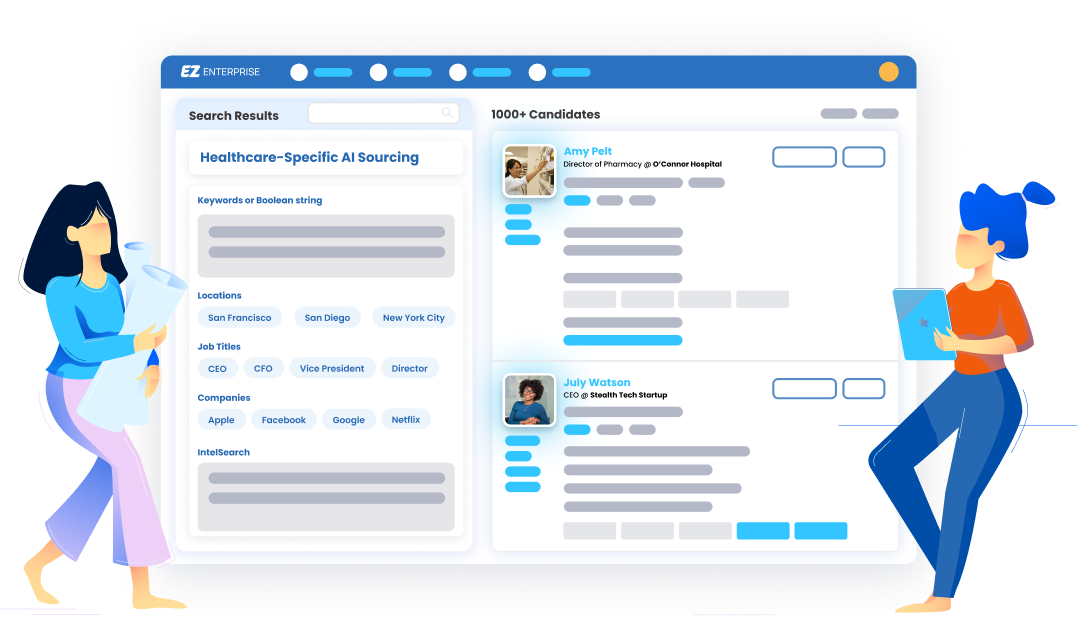 EZ ENTERPRISE
Search Results
Healthcare-Specific AI Sourcing
Keywords or Boolean string
Locations
San Francisco San Diego New York City
Job Titles
CEO CFO Vice President Director
Companies
Apple Facebook Google Netflix
IntelSearch
1000+ Candidates
Amy Pelt
Director of Pharmacy @ O'Connor Hospital
July Watson
CEO @ Stealth Tech Startup